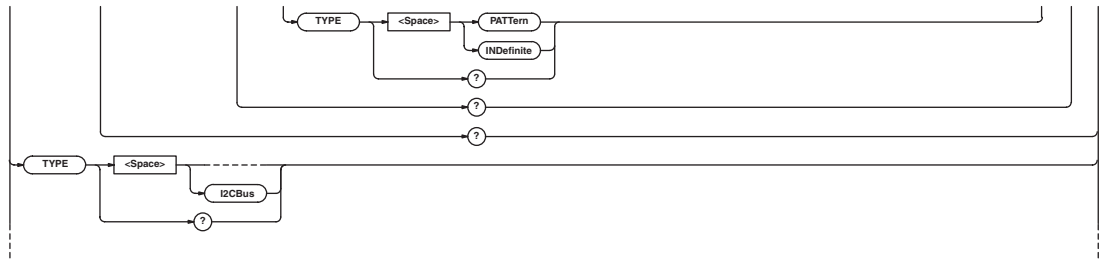 TYPE <Space> PATTern
INDefinite
?
?
?
TYPE <Space>
I2CBus
?